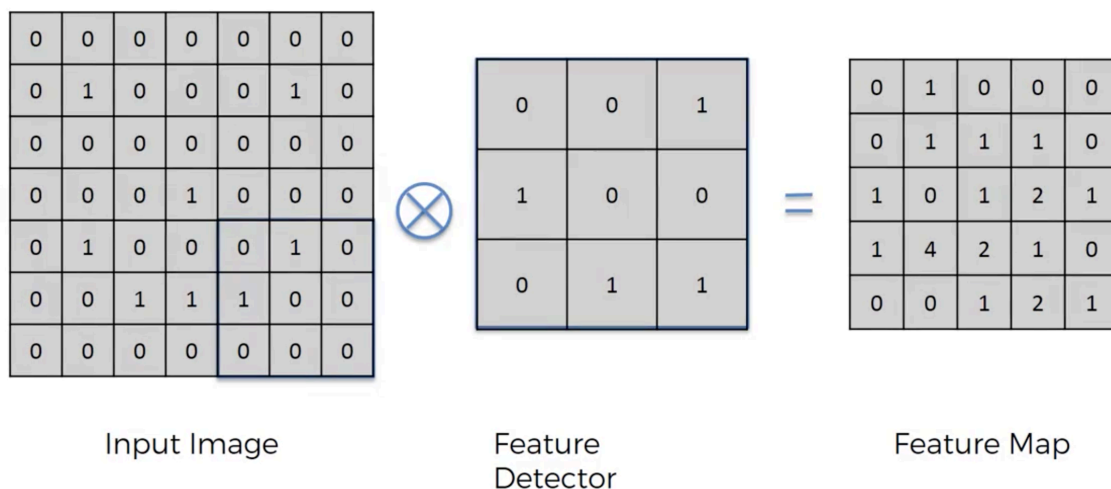 0 0 0 0 0 0 0
0 1 0 0 0 1 0
0 0 0 0 0 0 0
0 0 0 1 0 0 0
0 1 0 0 0 1 0
0 0 1 1 1 0 0
0 0 0 0 0 0 0
0 0 1
1 0 0
0 1 1
=
0 1 0 0 0
0 1 1 1 0
1 0 1 2 1
1 4 2 1 0
0 0 1 2 1
Input Image
Feature
Detector
Feature Map